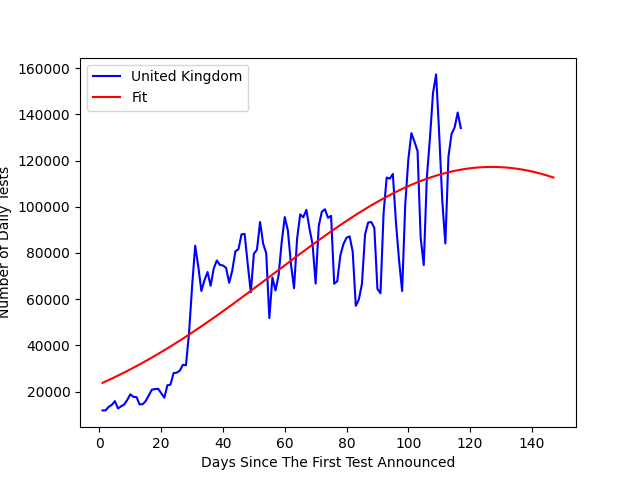 United Kingdom
Fit
160000
140000
120000
100000
80000
60000
40000
20000
Number of Daily Tests
0 20 40 60 80 100 120 140
Days Since The First Test Announced